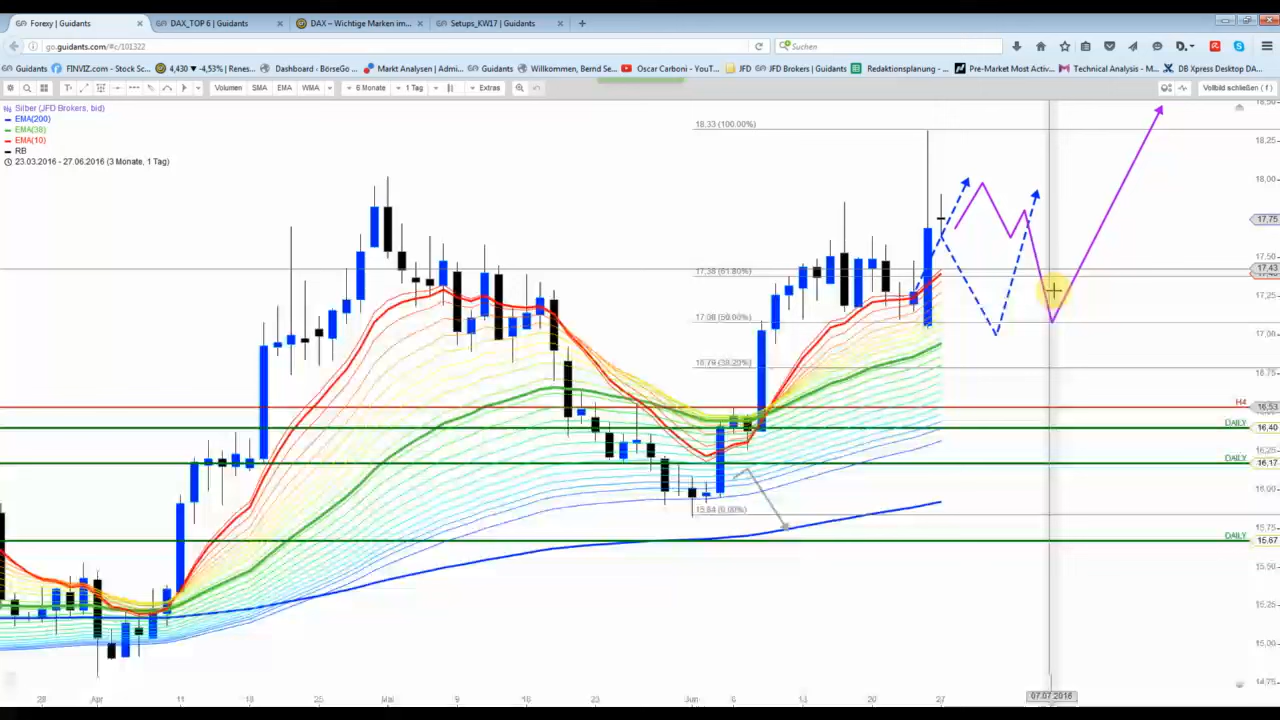 Forexy | Guidants
DAX_TOP 6 | Guidants
DAX – Wichtige Marken im...
Setups_KW17 | Guidants
go.guidants.com/#c/101322
Suchen
Guidants
FINVIZ.com - Stock Sc...
4,430 ▼ -4,53% | Renes...
Dashboard - BörseGo ...
Markt Analysen | Admi...
Guidants
Willkommen, Bernd Se...
Oscar Carboni - YouT...
JFD
JFD Brokers | Guidants
Redaktionsplanung - ...
Pre-Market Most Activ...
Technical Analysis - M...
DB Xpress Desktop DA...
Volumen
SMA
EMA
WMA
6 Monate
1 Tag
Extras
Vollbild schließen ( f )
Silber (JFD Brokers, bid)
EMA(200)
EMA(38)
EMA(10)
RB
23.03.2016 - 27.06.2016 (3 Monate, 1 Tag)
18,33 (100.00%)
17,38 (61.80%)
17,08 (50.00%)
16,79 (38.20%)
15,84 (0.00%)
18,50
18,25
18,00
17,75
17,50
17,43
17,25
17,00
16,75
H4
16,53
DAILY
16,40
16,25
DAILY
16,17
16,00
15,75
DAILY
15,67
15,50
15,25
15,00
14,75
28
Apr
11
18
Mai
9
16
23
Jun
6
13
20
27
07.07.2016